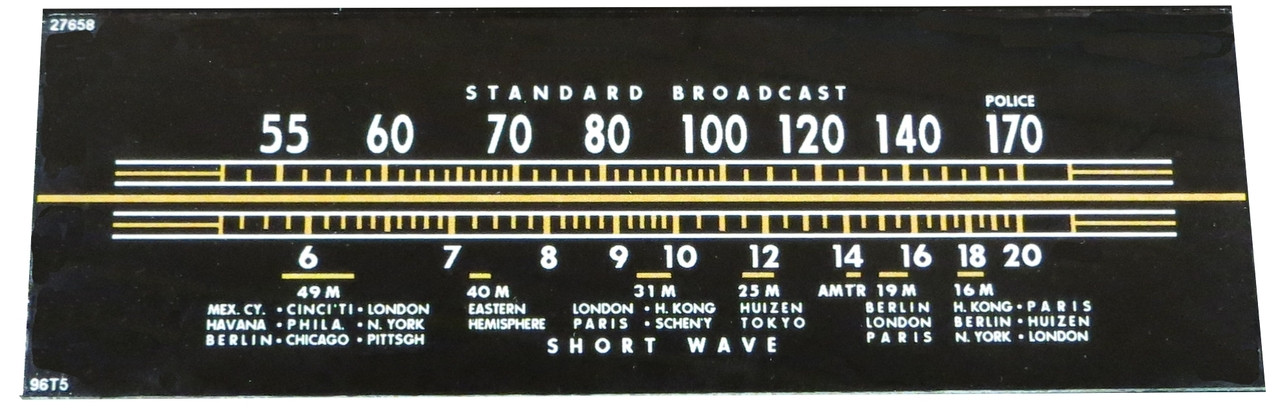 27658
STANDARD BROADCAST
POLICE
55 60 70 80 100 120 140 170
6 7 8 9 10 12 14 16 18 20
49 M 40 M 31 M 25 M AMTR 19 M 16 M
MEX. CY. • CINCI'TI • LONDON EASTERN LONDON • H. KONG HUIZEN BERLIN H. KONG • PARIS
HAVANA • PHILA. • N. YORK HEMISPHERE PARIS • SCHEN'Y TOKYO LONDON BERLIN • HUIZEN
BERLIN • CHICAGO • PITTSGH PARIS N. YORK • LONDON
SHORT WAVE
96T5